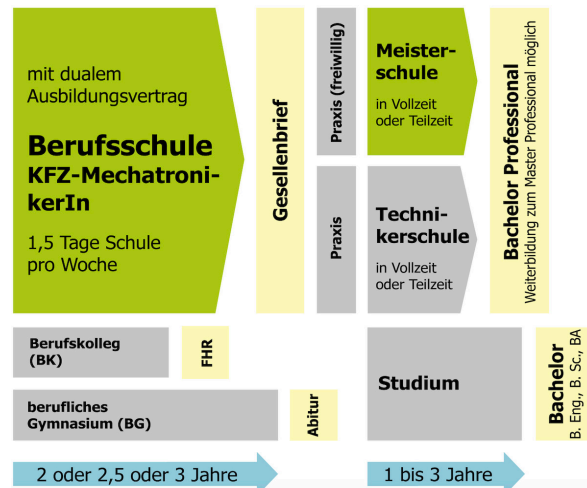 mit dualem
Ausbildungsvertrag
Berufsschule
KFZ-Mechatroni-
kerIn
1,5 Tage Schule
pro Woche
Gesellenbrief
Praxis (freiwillig)
Meister-
schule
in Vollzeit
oder Teilzeit
Praxis
Techni-
kerschule
in Vollzeit
oder Teilzeit
Bachelor Professional
Weiterbildung zum Master Professional möglich
Berufskolleg
(BK)
FHR
berufliches
Gymnasium (BG)
Abitur
Studium
Bachelor
B. Eng., B. Sc., BA
2 oder 2,5 oder 3 Jahre
1 bis 3 Jahre